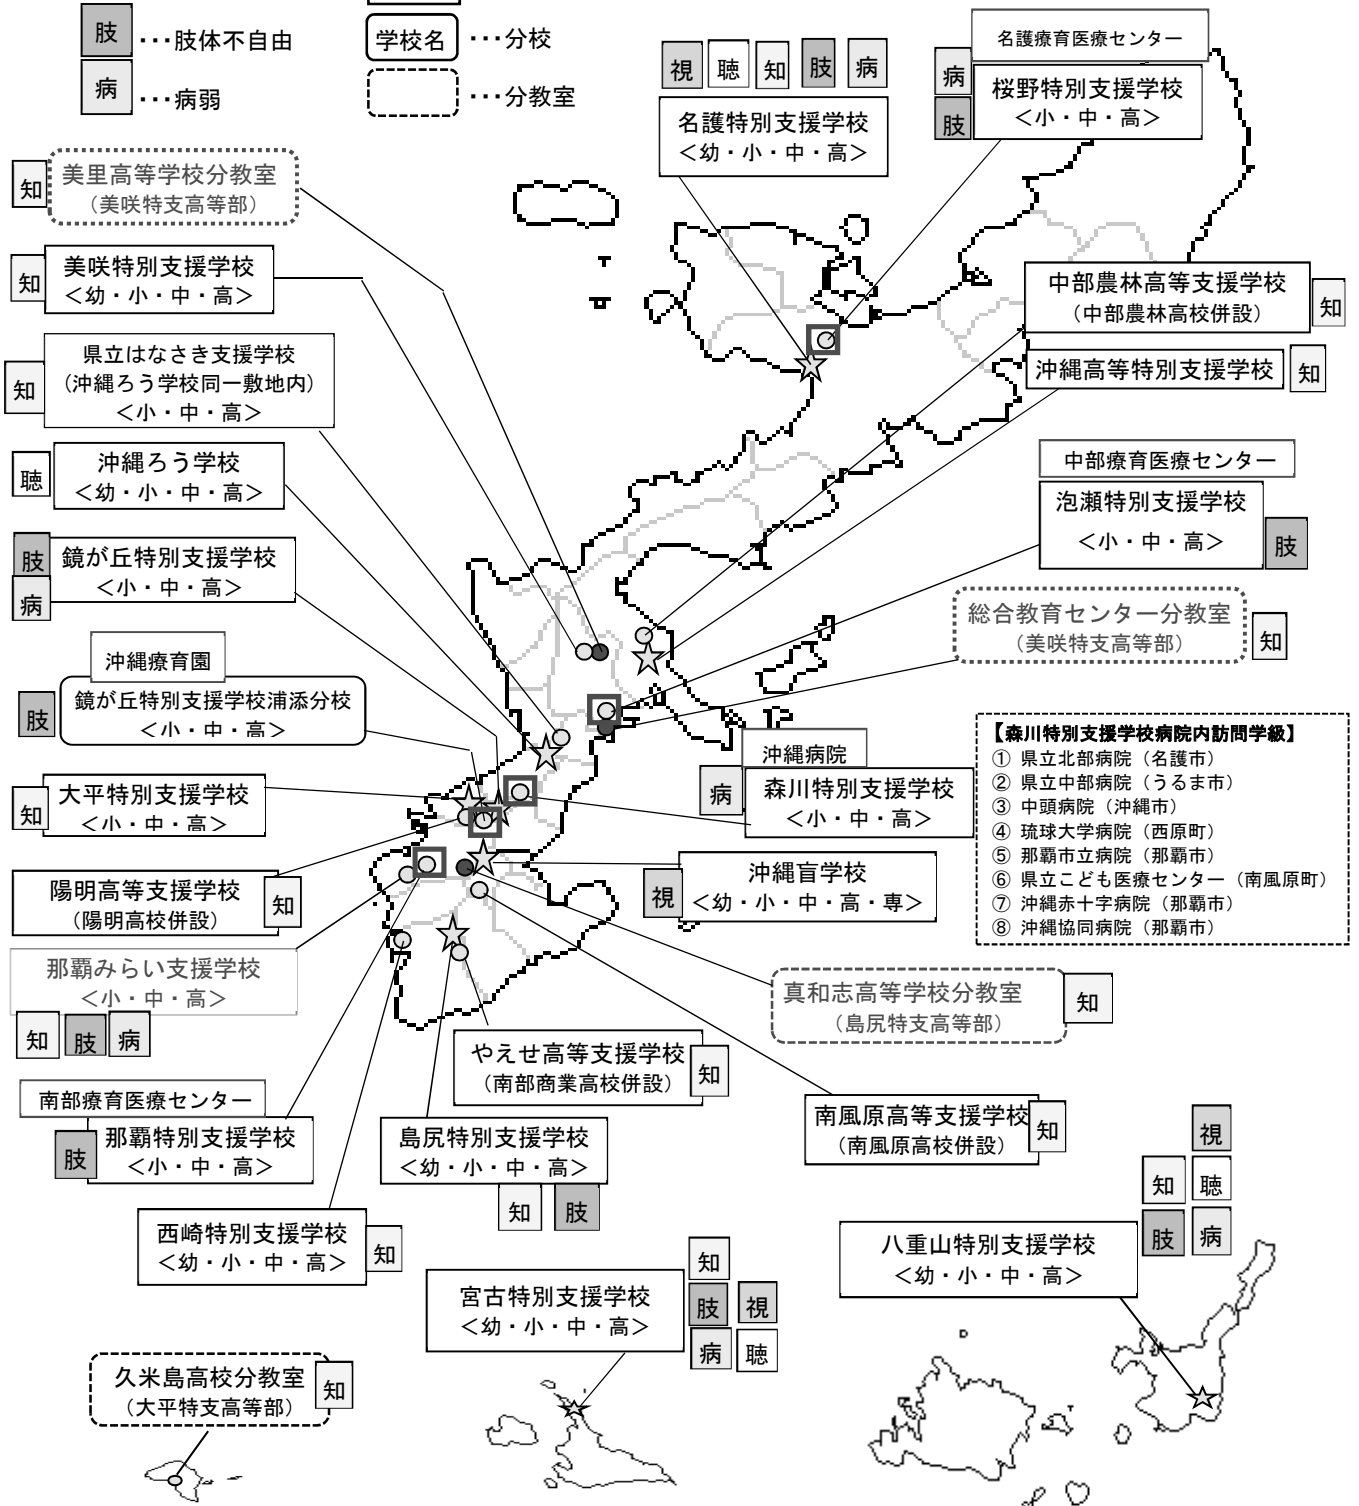 肢 ･･･肢体不自由
病 ･･･病弱
学校名 ･･･分校
･･･分教室
視 聴 知 肢 病
名護特別支援学校
＜幼・小・中・高＞
名護療育医療センター
病
肢
桜野特別支援学校
＜小・中・高＞
知
美里高等学校分教室
（美咲特支高等部）
知
美咲特別支援学校
＜幼・小・中・高＞
知
県立はなさき支援学校
（沖縄ろう学校同一敷地内）
＜小・中・高＞
聴
沖縄ろう学校
＜幼・小・中・高＞
肢
病
鏡が丘特別支援学校
＜小・中・高＞
沖縄療育園
肢
鏡が丘特別支援学校浦添分校
＜小・中・高＞
知
大平特別支援学校
＜小・中・高＞
陽明高等支援学校
（陽明高校併設）
知
那覇みらい支援学校
＜小・中・高＞
知 肢 病
南部療育医療センター
肢
那覇特別支援学校
＜小・中・高＞
西崎特別支援学校
＜幼・小・中・高＞
知
中部農林高等支援学校
（中部農林高校併設）
知
沖縄高等特別支援学校
知
中部療育医療センター
泡瀬特別支援学校
＜小・中・高＞
肢
総合教育センター分教室
（美咲特支高等部）
知
沖縄病院
病
森川特別支援学校
＜小・中・高＞
【森川特別支援学校病院内訪問学級】
① 県立北部病院（名護市）
② 県立中部病院（うるま市）
③ 中頭病院（沖縄市）
④ 琉球大学病院（西原町）
⑤ 那覇市立病院（那覇市）
⑥ 県立こども医療センター（南風原町）
⑦ 沖縄赤十字病院（那覇市）
⑧ 沖縄協同病院（那覇市）
視
沖縄盲学校
＜幼・小・中・高・専＞
真和志高等学校分教室
（島尻特支高等部）
知
やえせ高等支援学校
（南部商業高校併設）
知
島尻特別支援学校
＜幼・小・中・高＞
知 肢
南風原高等支援学校
（南風原高校併設）
知
宮古特別支援学校
＜幼・小・中・高＞
知
肢 視
病 聴
八重山特別支援学校
＜幼・小・中・高＞
視
知 聴
肢 病
久米島高校分教室
（大平特支高等部）
知